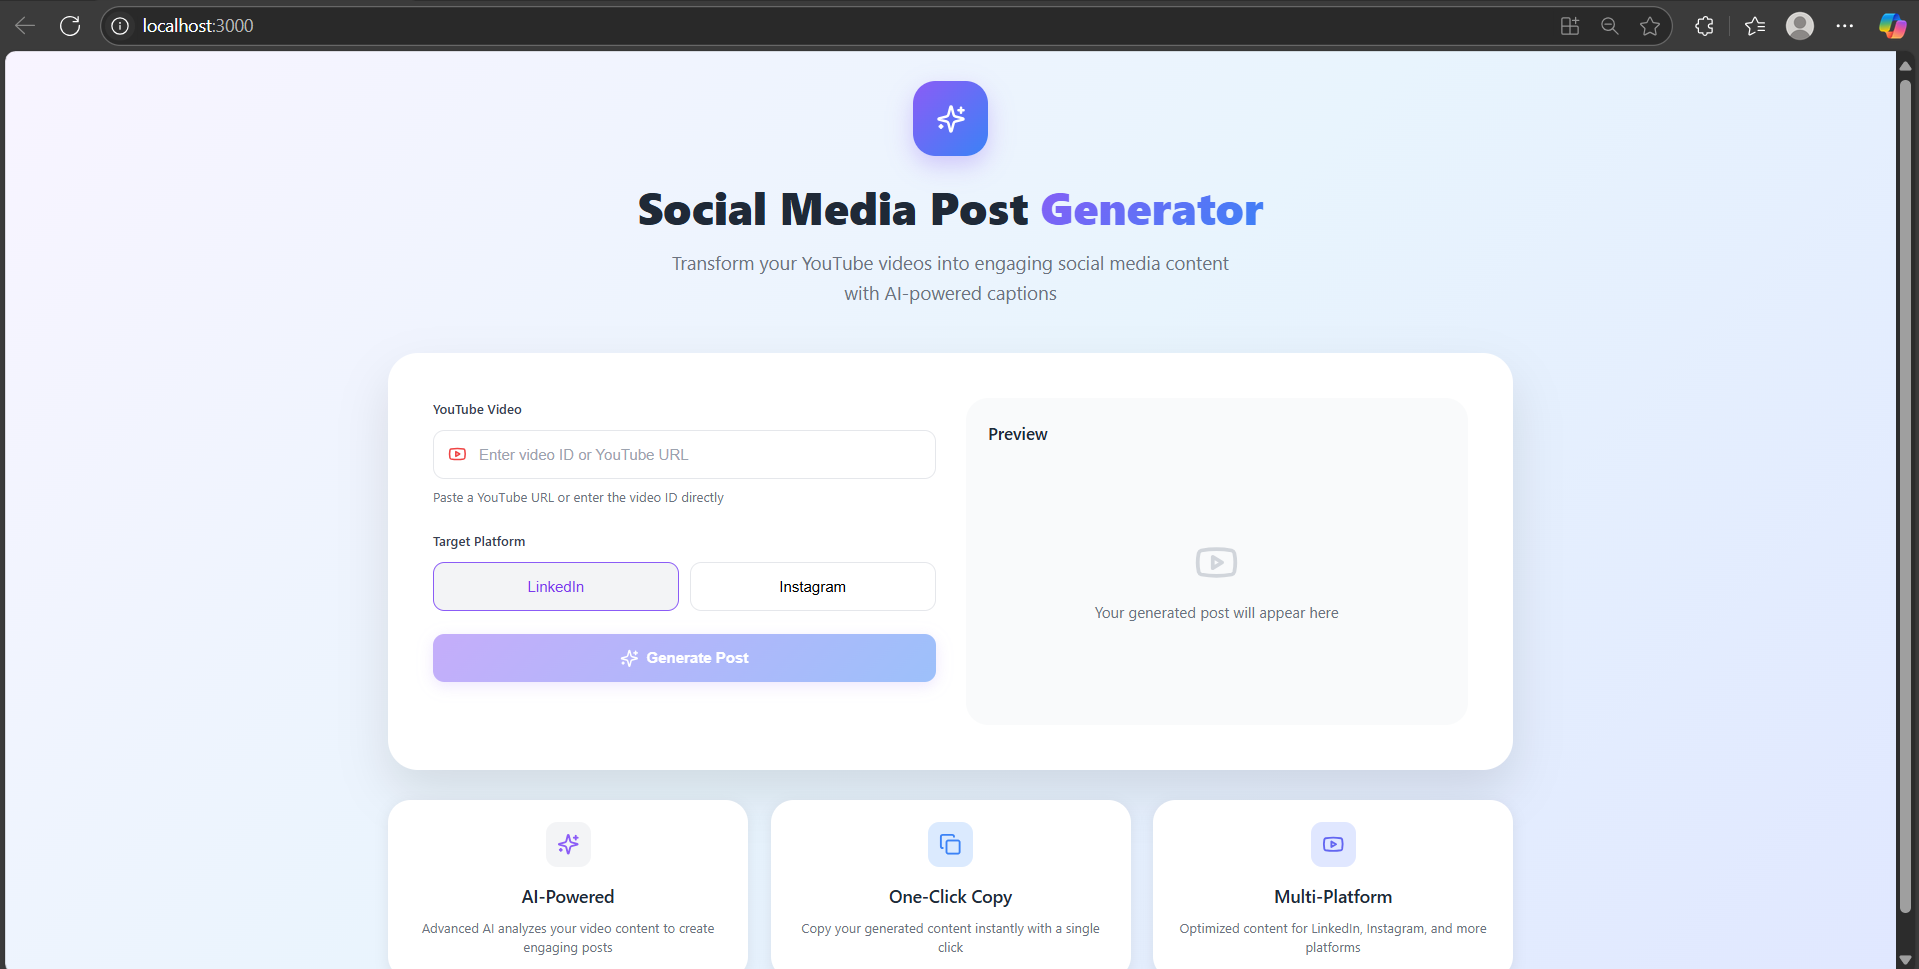 localhost:3000
Social Media Post Generator
Transform your YouTube videos into engaging social media content
with AI-powered captions
YouTube Video
Enter video ID or YouTube URL
Paste a YouTube URL or enter the video ID directly
Target Platform
LinkedIn
Instagram
Generate Post
Preview
Your generated post will appear here
AI-Powered
Advanced AI analyzes your video content to create
engaging posts
One-Click Copy
Copy your generated content instantly with a single
click
Multi-Platform
Optimized content for LinkedIn, Instagram, and more
platforms